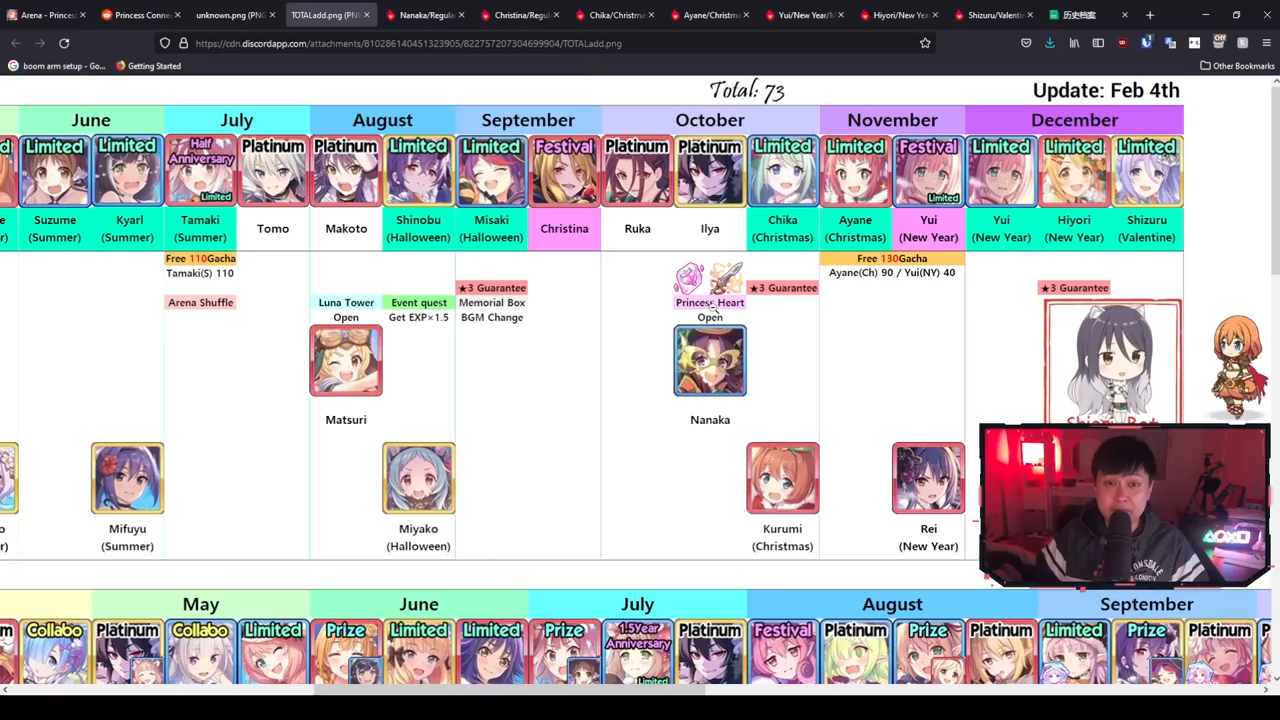 Arena - Princess
Princess Connec
unknown.png (PNG
TOTALadd.png (PNG
Nanaka/Regular
Christina/Regul
Chika/Christmas
Ayane/Christma
Yui/New Year/M
Hiyori/New Yea
Shizuru/Valentin
历史档案
https://cdn.discordapp.com/attachments/810286140451323905/822757207304699904/TOTALadd.png
Off
boom arm setup - Go...
Getting Started
Other Bookmarks
Total: 73
Update: Feb 4th
June
July
August
September
October
November
December
Limited
Limited
Half Anniversary Limited
Platinum
Platinum
Limited
Limited
Festival
Platinum
Platinum
Limited
Limited
Festival Limited
Limited
Limited
Limited
Suzume (Summer)
Kyarl (Summer)
Tamaki (Summer)
Tomo
Makoto
Shinobu (Halloween)
Misaki (Halloween)
Christina
Ruka
Ilya
Chika (Christmas)
Ayane (Christmas)
Yui (New Year)
Yui (New Year)
Hiyori (New Year)
Shizuru (Valentine)
Free 110Gacha
Tamaki(S) 110
Free 130Gacha
Ayane(Ch) 90 / Yui(NY) 40
★3 Guarantee
★3 Guarantee
★3 Guarantee
Arena Shuffle
Luna Tower
Open
Event quest
Get EXP×1.5
Memorial Box
BGM Change
Princess Heart
Open
Matsuri
Nanaka
Mifuyu
(Summer)
Miyako
(Halloween)
Kurumi
(Christmas)
Rei
(New Year)
May
June
July
August
September
Collabo
Platinum
Collabo
Limited
Prize
Limited
Limited
Prize
1.5Year Anniversary Limited
Platinum
Festival
Platinum
Prize
Platinum
Limited
Prize
Platinum
Limited